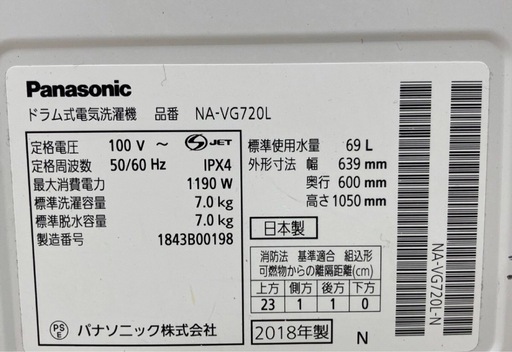 Panasonic
ドラム式電気洗濯機 品番 NA-VG720L
定格電圧 100 V ～
S JET
定格周波数 50/60 Hz IPX4
最大消費電力 1190 W
標準洗濯容量 7.0 kg
標準脱水容量 7.0 kg
製造番号 1843B00198
標準使用水量 69 L
外形寸法 幅 639 mm
奥行 600 mm
高さ 1050 mm
日本製
消防法 基準適合 組込形
可燃物からの離隔距離(cm)
上方 側方 後方 下方
23 1 1 0
PSE
パナソニック株式会社
2018年製 N
NA-VG720L-N